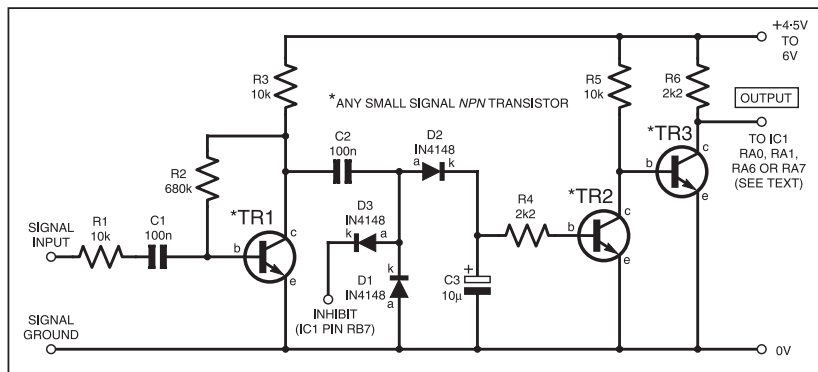 +4·5V
TO
6V
R3
10k
R5
10k
R6
2k2
OUTPUT
*ANY SMALL SIGNAL NPN TRANSISTOR
TO IC1
RA0, RA1,
RA6 OR RA7
(SEE TEXT)
*TR3
c
b
e
C2
100n
D2
IN4148
a
k
R2
680k
R4
2k2
*TR2
c
b
e
D3
IN4148
k
a
SIGNAL
INPUT
R1
10k
C1
100n
*TR1
c
b
e
k
D1
IN4148
a
+
C3
10µ
INHIBIT
(IC1 PIN RB7)
SIGNAL
GROUND
0V